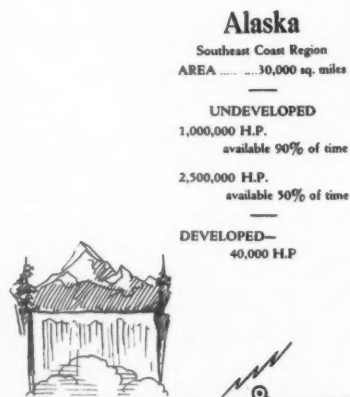 Alaska
Southeast Coast Region
AREA ..... ....30,000 sq. miles
UNDEVELOPED
1,000,000 H.P.
available 90% of time
2,500,000 H.P.
available 50% of time
DEVELOPED—
40,000 H.P